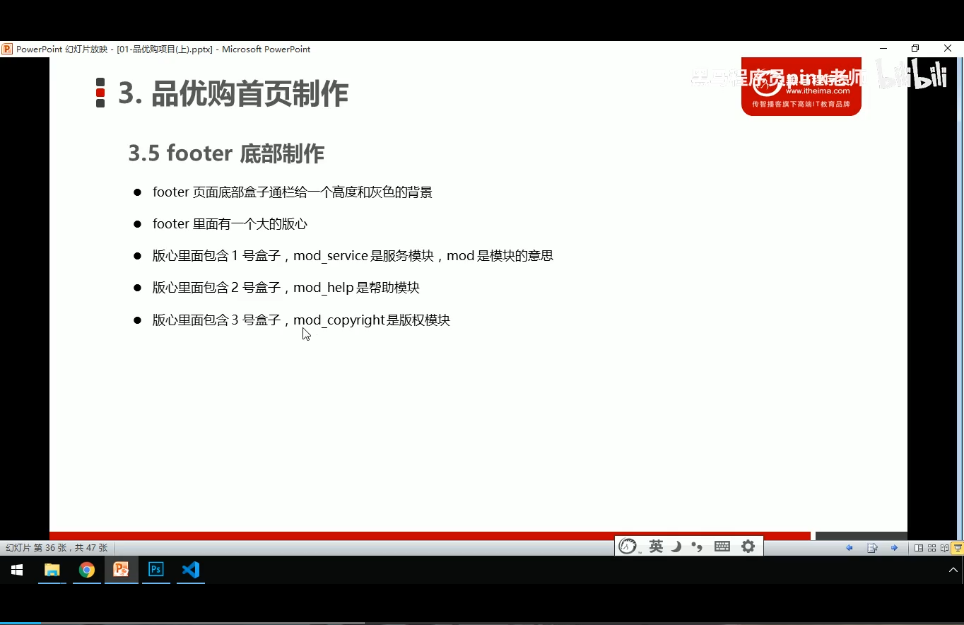 PowerPoint 幻灯片放映 - [01-品优购项目(上).pptx] - Microsoft PowerPoint
pink老师
bilibili
www.itheima.com
传智播客旗下高端IT教育品牌
3. 品优购首页制作
3.5 footer 底部制作
● footer 页面底部盒子通栏给一个高度和灰色的背景
● footer 里面有一个大的版心
● 版心里面包含 1 号盒子，mod_service 是服务模块，mod 是模块的意思
● 版心里面包含 2 号盒子，mod_help 是帮助模块
● 版心里面包含 3 号盒子，mod_copyright 是版权模块
幻灯片 第 36 张，共 47 张
英
Ps